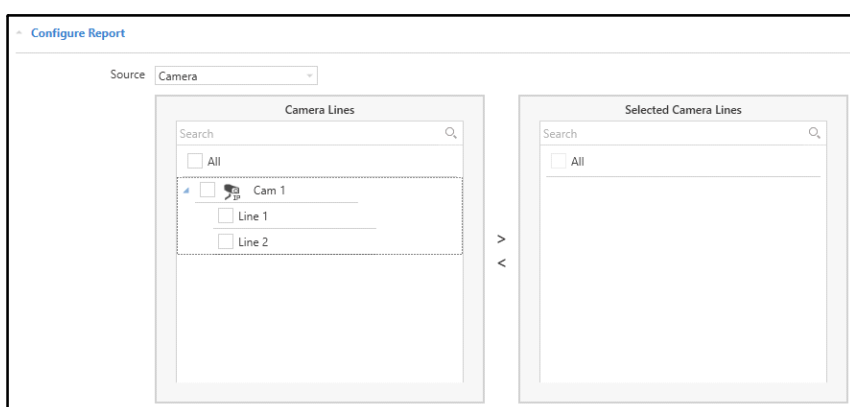 Configure Report
Source Camera
Camera Lines
Search
All
Cam 1
Line 1
Line 2
>
<
Selected Camera Lines
Search
All